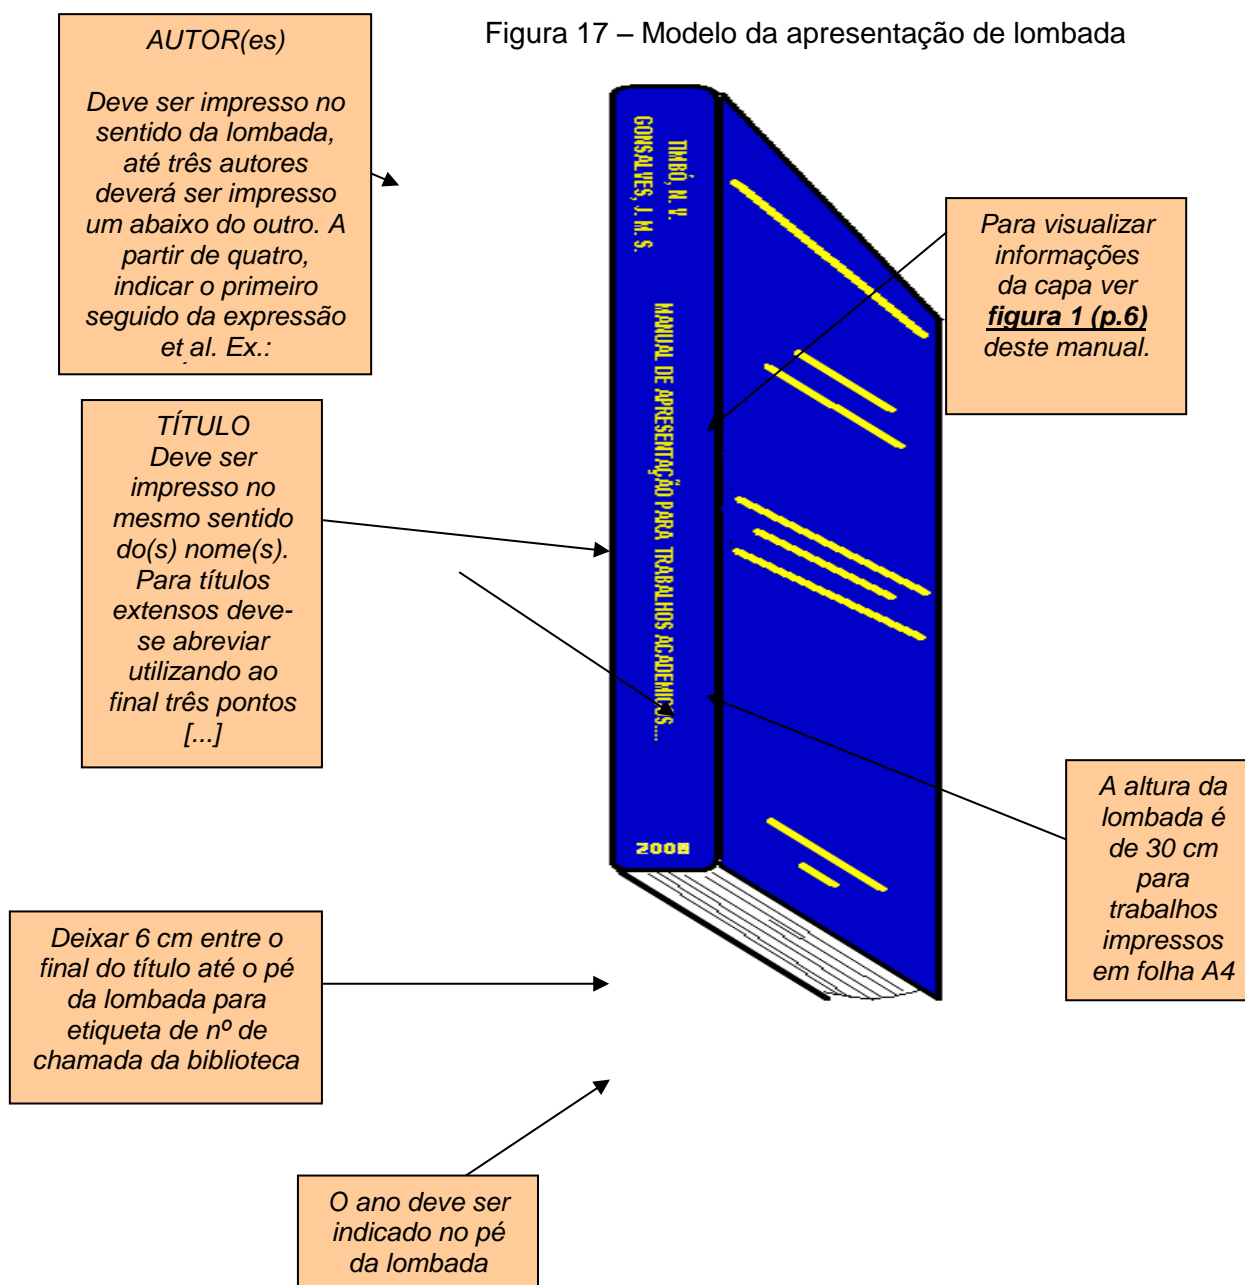 Figura 17 – Modelo da apresentação de lombada
AUTOR(es)
Deve ser impresso no
sentido da lombada,
até três autores
deverá ser impresso
um abaixo do outro. A
partir de quatro,
indicar o primeiro
seguido da expressão
et al. Ex.:
TIMBÓ, N. V.
GONSALVES, J. M. S.
MANUAL DE APRESENTAÇÃO PARA TRABALHOS ACADEMICOS....
Para visualizar
informações
da capa ver
figura 1 (p.6)
deste manual.
TÍTULO
Deve ser
impresso no
mesmo sentido
do(s) nome(s).
Para títulos
extensos deve-
se abreviar
utilizando ao
final três pontos
[...]
A altura da
lombada é
de 30 cm
para
trabalhos
impressos
em folha A4
Deixar 6 cm entre o
final do título até o pé
da lombada para
etiqueta de nº de
chamada da biblioteca
O ano deve ser
indicado no pé
da lombada